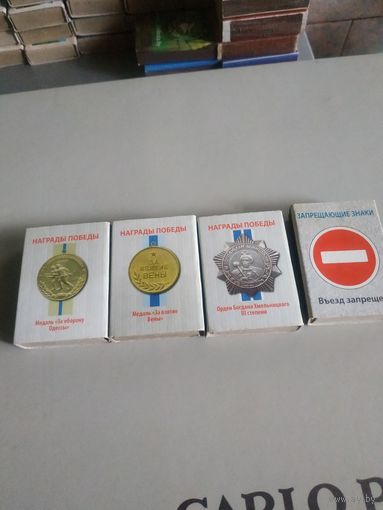 НАГРАДЫ ПОБЕДЫ
Медаль «За оборону
Одессы»
НАГРАДЫ ПОБЕДЫ
ЗА
ВЗЯТИЕ
ВЕНЫ
Медаль «За взятие
Вены»
НАГРАДЫ ПОБЕДЫ
Орден Богдана Хмельницкого
III степени
ЗАПРЕЩАЮЩИЕ ЗНАКИ
Въезд запреще
CARLO